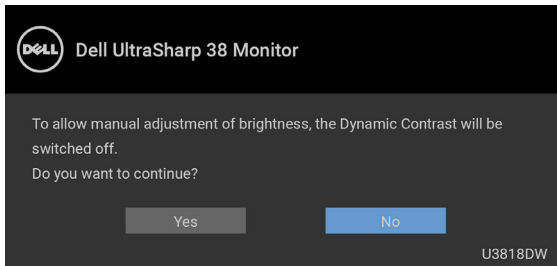 DELL
Dell UltraSharp 38 Monitor
To allow manual adjustment of brightness, the Dynamic Contrast will be
switched off.
Do you want to continue?
Yes
No
U3818DW